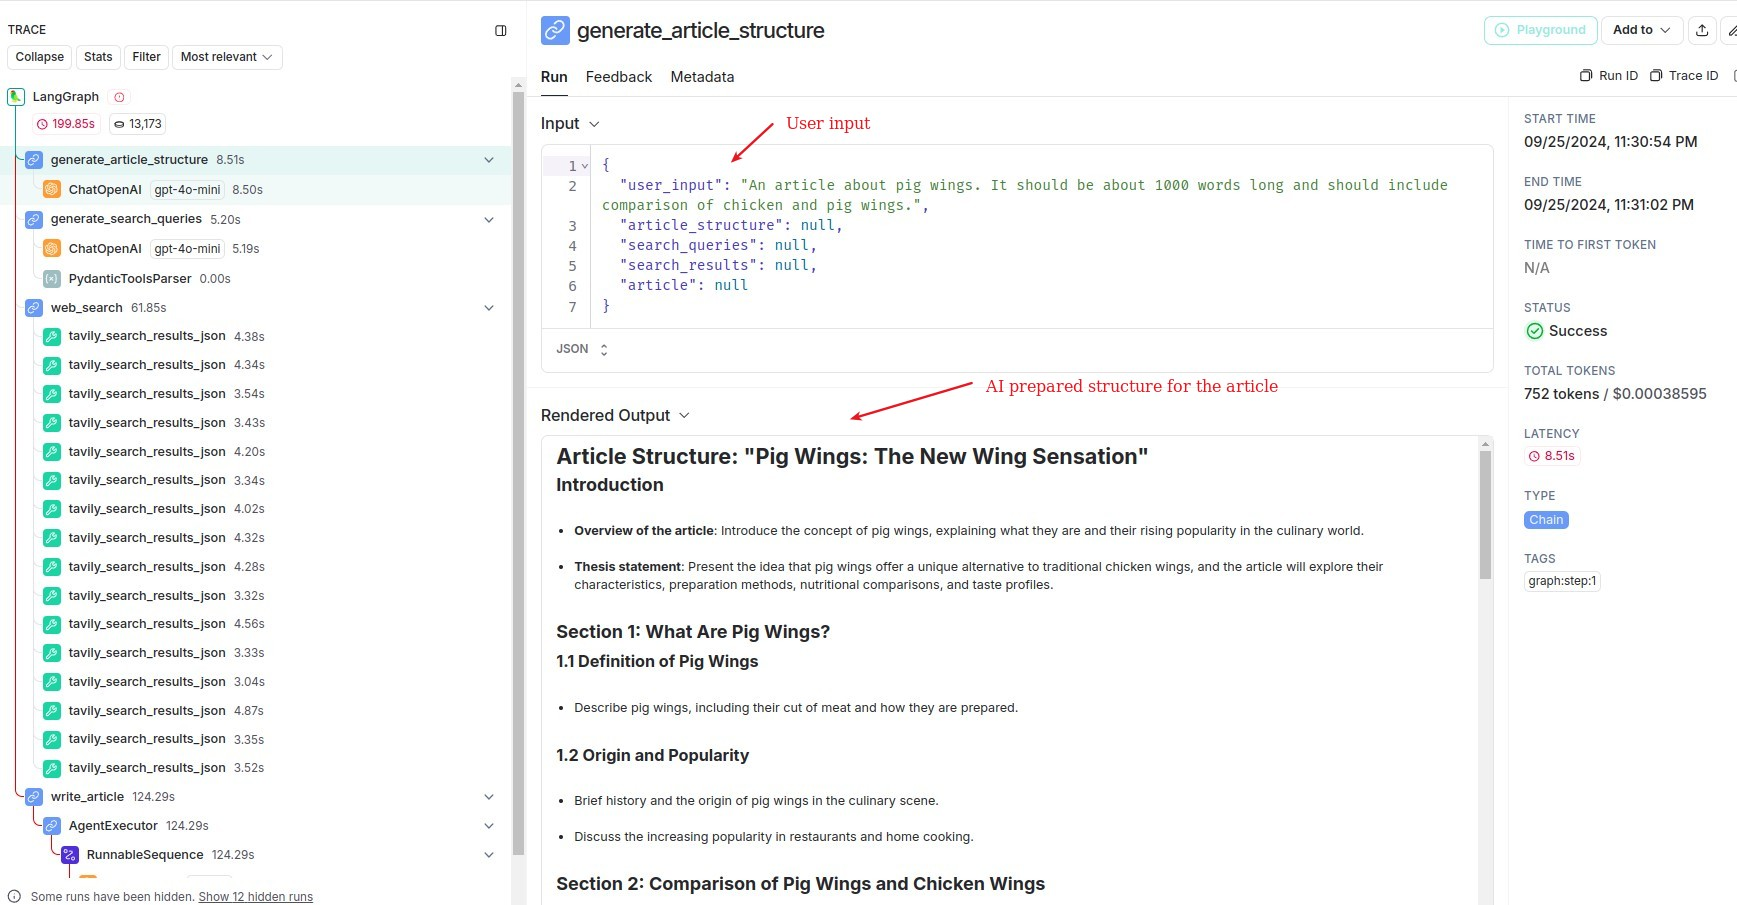 TRACE
Collapse Stats Filter Most relevant
LangGraph
199.85s 13,173
generate_article_structure 8.51s
ChatOpenAI gpt-4o-mini 8.50s
generate_search_queries 5.20s
ChatOpenAI gpt-4o-mini 5.19s
PydanticToolsParser 0.00s
web_search 61.85s
tavily_search_results_json 4.38s
tavily_search_results_json 4.34s
tavily_search_results_json 3.54s
tavily_search_results_json 3.43s
tavily_search_results_json 4.20s
tavily_search_results_json 3.34s
tavily_search_results_json 4.02s
tavily_search_results_json 4.32s
tavily_search_results_json 4.28s
tavily_search_results_json 3.32s
tavily_search_results_json 4.56s
tavily_search_results_json 3.33s
tavily_search_results_json 3.04s
tavily_search_results_json 4.87s
tavily_search_results_json 3.35s
tavily_search_results_json 3.52s
write_article 124.29s
AgentExecutor 124.29s
RunnableSequence 124.29s
Some runs have been hidden. Show 12 hidden runs
generate_article_structure
Playground Add to
Run Feedback Metadata
Run ID Trace ID
Input
User input
1 {
2 "user_input": "An article about pig wings. It should be about 1000 words long and should include
comparison of chicken and pig wings.",
3 "article_structure": null,
4 "search_queries": null,
5 "search_results": null,
6 "article": null
7 }
JSON
AI prepared structure for the article
Rendered Output
Article Structure: "Pig Wings: The New Wing Sensation"
Introduction
• Overview of the article: Introduce the concept of pig wings, explaining what they are and their rising popularity in the culinary world.
• Thesis statement: Present the idea that pig wings offer a unique alternative to traditional chicken wings, and the article will explore their
characteristics, preparation methods, nutritional comparisons, and taste profiles.
Section 1: What Are Pig Wings?
1.1 Definition of Pig Wings
• Describe pig wings, including their cut of meat and how they are prepared.
1.2 Origin and Popularity
• Brief history and the origin of pig wings in the culinary scene.
• Discuss the increasing popularity in restaurants and home cooking.
Section 2: Comparison of Pig Wings and Chicken Wings
START TIME
09/25/2024, 11:30:54 PM
END TIME
09/25/2024, 11:31:02 PM
TIME TO FIRST TOKEN
N/A
STATUS
Success
TOTAL TOKENS
752 tokens / $0.00038595
LATENCY
8.51s
TYPE
Chain
TAGS
graph:step:1